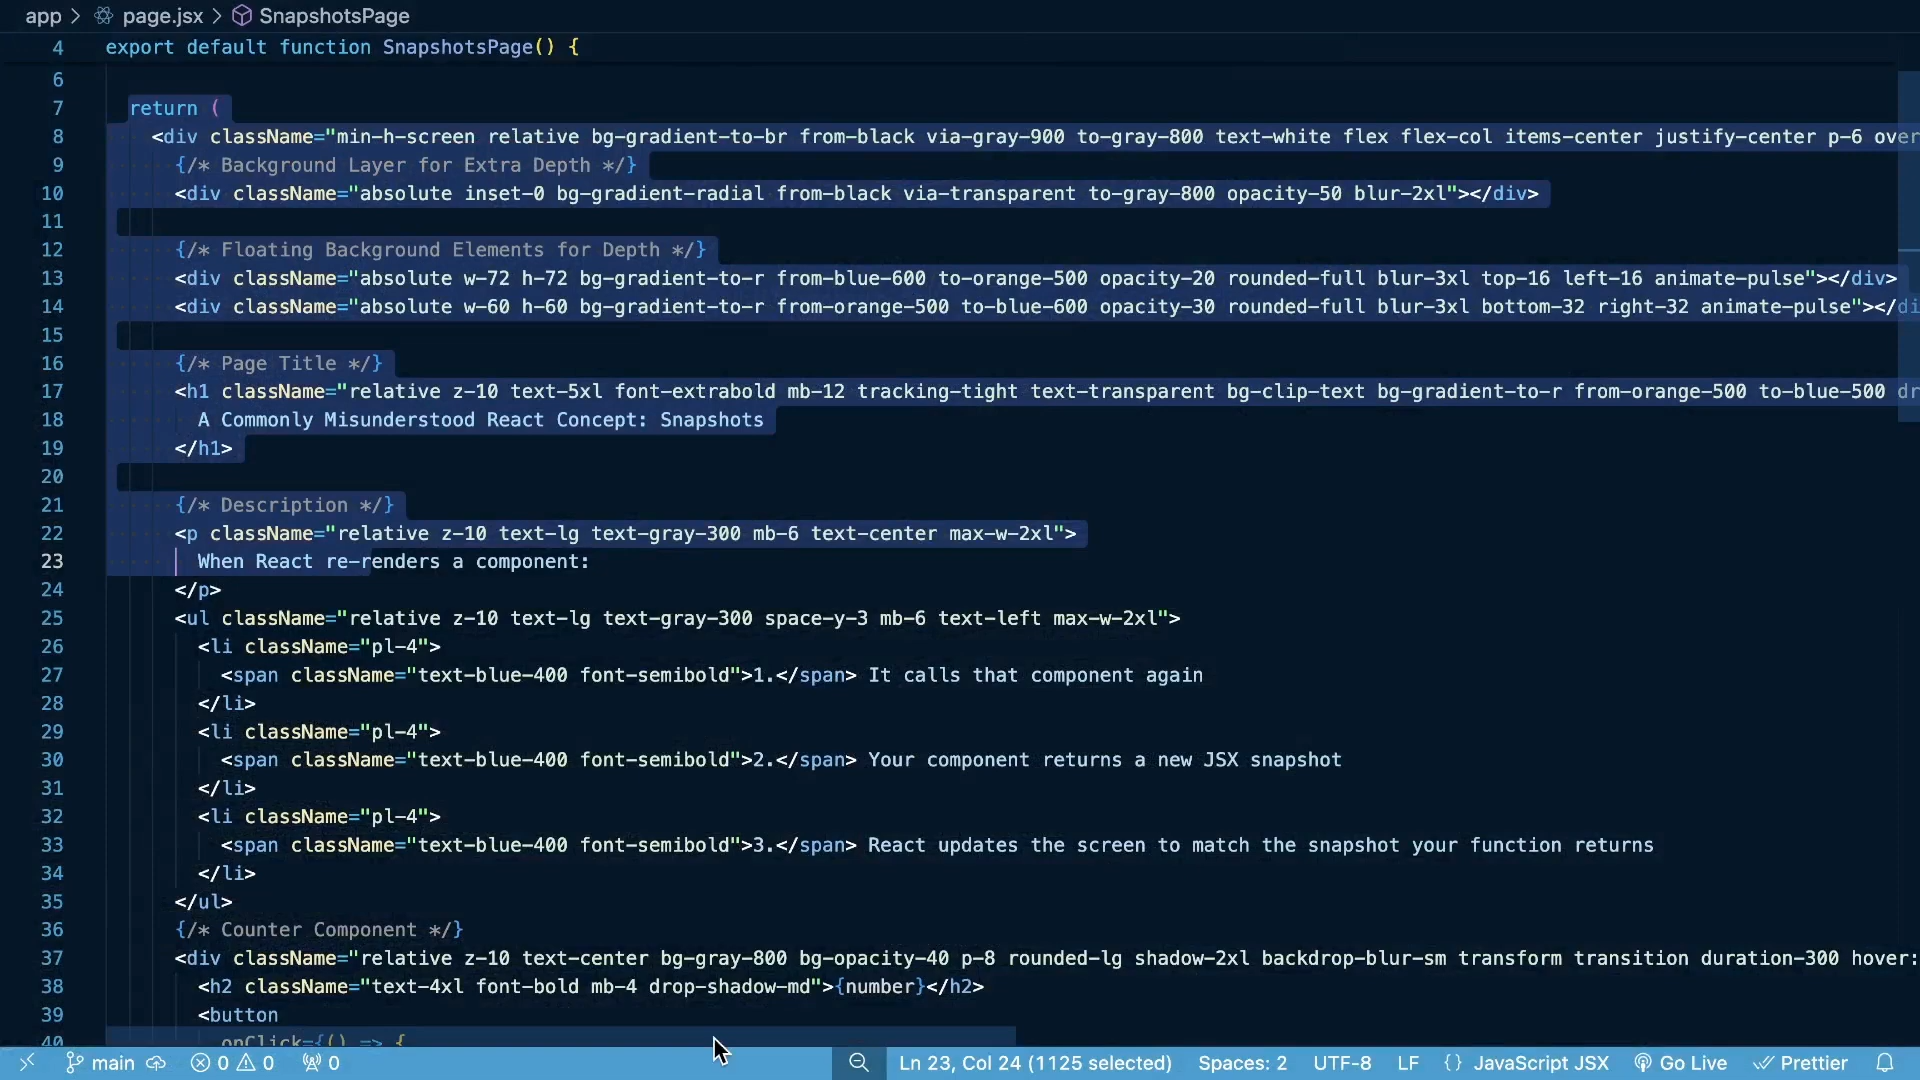 app > page.jsx > SnapshotsPage
4 export default function SnapshotsPage() {
6
7 return (
8 <div className="min-h-screen relative bg-gradient-to-br from-black via-gray-900 to-gray-800 text-white flex flex-col items-center justify-center p-6 over
9 {/* Background Layer for Extra Depth */}
10 <div className="absolute inset-0 bg-gradient-radial from-black via-transparent to-gray-800 opacity-50 blur-2xl"></div>
11
12 {/* Floating Background Elements for Depth */}
13 <div className="absolute w-72 h-72 bg-gradient-to-r from-blue-600 to-orange-500 opacity-20 rounded-full blur-3xl top-16 left-16 animate-pulse"></div>
14 <div className="absolute w-60 h-60 bg-gradient-to-r from-orange-500 to-blue-600 opacity-30 rounded-full blur-3xl bottom-32 right-32 animate-pulse"></di
15
16 {/* Page Title */}
17 <h1 className="relative z-10 text-5xl font-extrabold mb-12 tracking-tight text-transparent bg-clip-text bg-gradient-to-r from-orange-500 to-blue-500 dr
18 A Commonly Misunderstood React Concept: Snapshots
19 </h1>
20
21 {/* Description */}
22 <p className="relative z-10 text-lg text-gray-300 mb-6 text-center max-w-2xl">
23 When React re-renders a component:
24 </p>
25 <ul className="relative z-10 text-lg text-gray-300 space-y-3 mb-6 text-left max-w-2xl">
26 <li className="pl-4">
27 <span className="text-blue-400 font-semibold">1.</span> It calls that component again
28 </li>
29 <li className="pl-4">
30 <span className="text-blue-400 font-semibold">2.</span> Your component returns a new JSX snapshot
31 </li>
32 <li className="pl-4">
33 <span className="text-blue-400 font-semibold">3.</span> React updates the screen to match the snapshot your function returns
34 </li>
35 </ul>
36 {/* Counter Component */}
37 <div className="relative z-10 text-center bg-gray-800 bg-opacity-40 p-8 rounded-lg shadow-2xl backdrop-blur-sm transform transition duration-300 hover:
38 <h2 className="text-4xl font-bold mb-4 drop-shadow-md">{number}</h2>
39 <button
40 onClick={() => {
main 0 0 0 Ln 23, Col 24 (1125 selected) Spaces: 2 UTF-8 LF {} JavaScript JSX Go Live Prettier